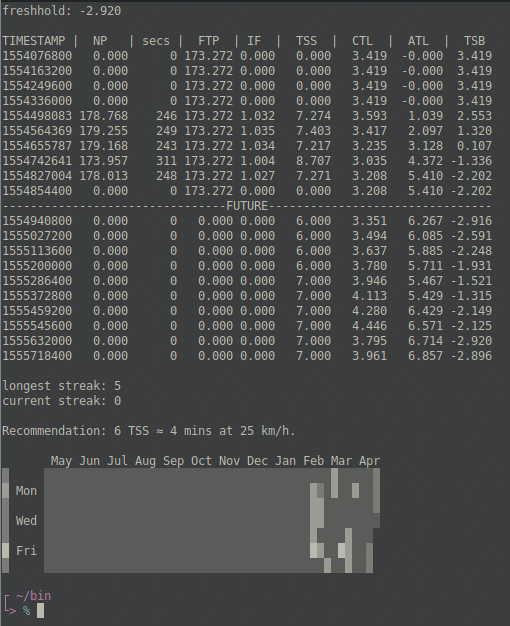 freshhold: -2.920
TIMESTAMP | NP | secs | FTP | IF | TSS | CTL | ATL | TSB
1554076800 0.000 0 173.272 0.000 0.000 3.419 -0.000 3.419
1554163200 0.000 0 173.272 0.000 0.000 3.419 -0.000 3.419
1554249600 0.000 0 173.272 0.000 0.000 3.419 -0.000 3.419
1554336000 0.000 0 173.272 0.000 0.000 3.419 -0.000 3.419
1554498083 178.768 246 173.272 1.032 7.274 3.593 1.039 2.553
1554564369 179.255 249 173.272 1.035 7.403 3.417 2.097 1.320
1554655787 179.168 243 173.272 1.034 7.217 3.235 3.128 0.107
1554742641 173.957 311 173.272 1.004 8.707 3.035 4.372 -1.336
1554827004 178.013 248 173.272 1.027 7.271 3.208 5.410 -2.202
1554854400 0.000 0 173.272 0.000 0.000 3.208 5.410 -2.202
--------------------------------FUTURE--------------------------------
1554940800 0.000 0 0.000 0.000 6.000 3.351 6.267 -2.916
1555027200 0.000 0 0.000 0.000 6.000 3.494 6.085 -2.591
1555113600 0.000 0 0.000 0.000 6.000 3.637 5.885 -2.248
1555200000 0.000 0 0.000 0.000 6.000 3.780 5.711 -1.931
1555286400 0.000 0 0.000 0.000 7.000 3.946 5.467 -1.521
1555372800 0.000 0 0.000 0.000 7.000 4.113 5.429 -1.315
1555459200 0.000 0 0.000 0.000 7.000 4.280 6.429 -2.149
1555545600 0.000 0 0.000 0.000 7.000 4.446 6.571 -2.125
1555632000 0.000 0 0.000 0.000 7.000 3.795 6.714 -2.920
1555718400 0.000 0 0.000 0.000 7.000 3.961 6.857 -2.896
longest streak: 5
current streak: 0
Recommendation: 6 TSS ≈ 4 mins at 25 km/h.
May Jun Jul Aug Sep Oct Nov Dec Jan Feb Mar Apr
Mon
Wed
Fri
┌ ~/bin
└> %